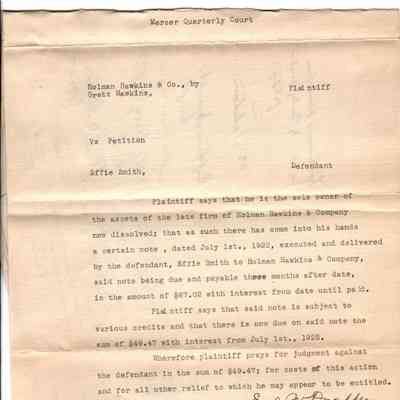 Mercer Quarterly Court
Holman Hawkins & Co., by
Gretz Hawkins, Plaintiff
Vs Petition
Effie Smith, Defendant
Plaintiff says that he is the sole owner of
the assets of the late firm of Holman Hawkins & Company
now dissolved; that as such there has come into his hands
a certain note , dated July 1st., 1922, executed and delivered
by the defendant, Effie Smith to Holman Hawkins & Company,
said note being due and payable three months after date,
in the amount of $67.02 with interest from date until paid.
Plaintiff says that said note is subject to
various credits and that there is now due on said note the
sum of $49.47 with interest from July 1st.,
Wherefore plaintiff prays for judgment against
the defendant in the sum of $49.47; for costs of this action
and for all other relief to which he may appear to be entitled.